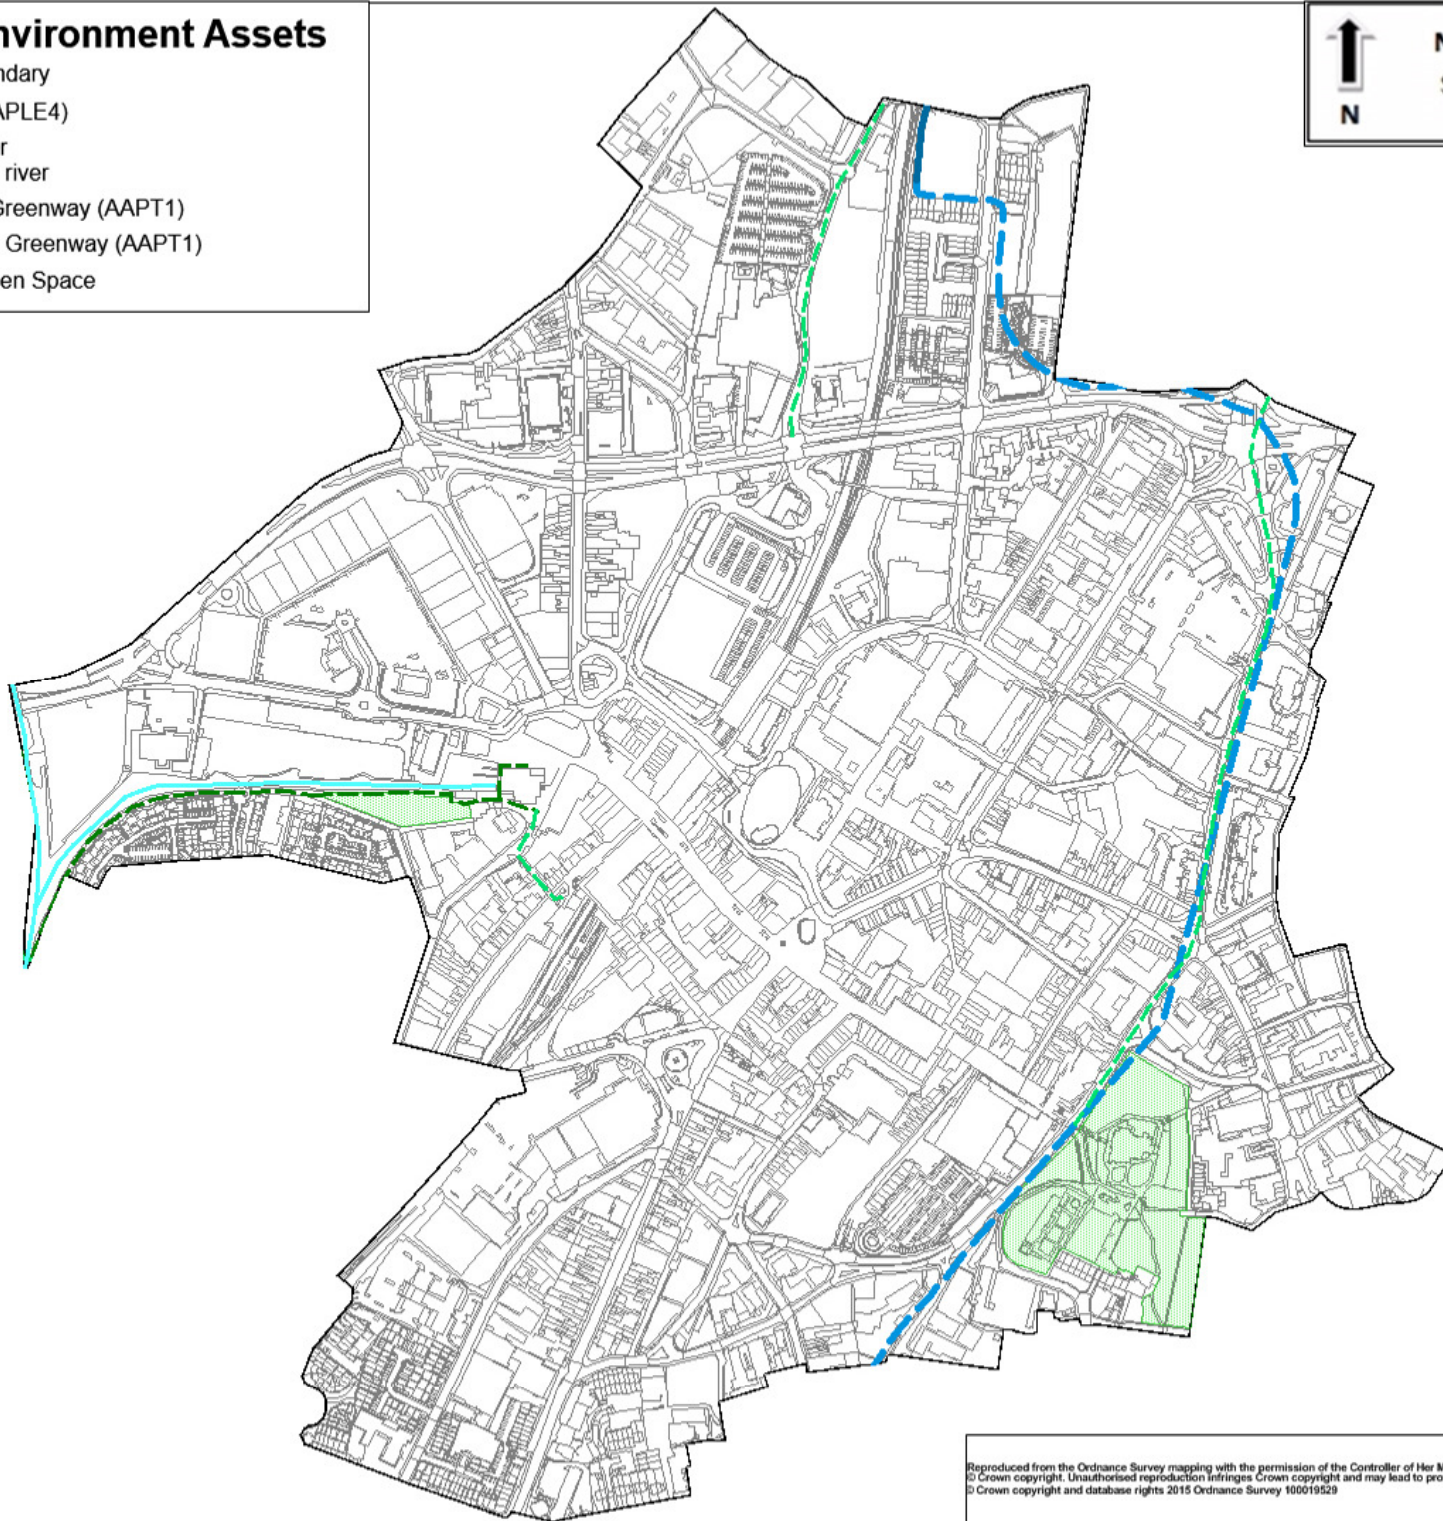 nvironment Assets
ndary
APLE4)
r
river
Greenway (AAPT1)
Greenway (AAPT1)
en Space
N
Reproduced from the Ordnance Survey mapping with the permission of the Controller of Her M
© Crown copyright. Unauthorised reproduction infringes Crown copyright and may lead to pro
© Crown copyright and database rights 2015 Ordnance Survey 100019529